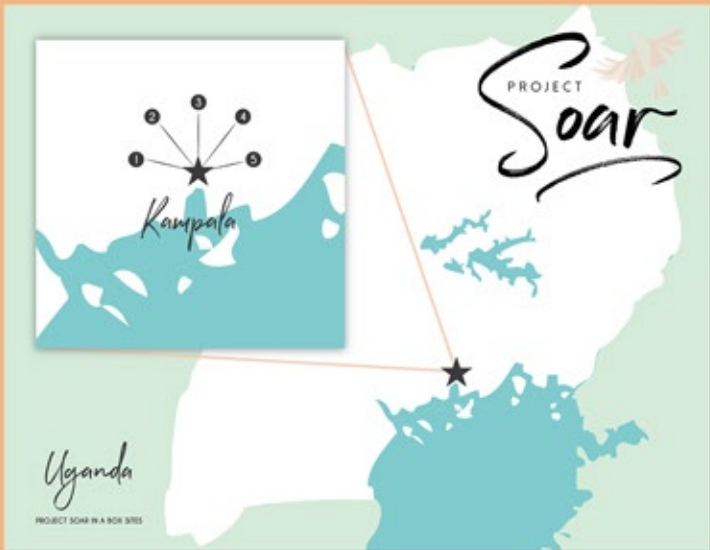 PROJECT
Soar
3
2
4
1
5
Kampala
Uganda
PROJECT SOAR IN A BOX SITES